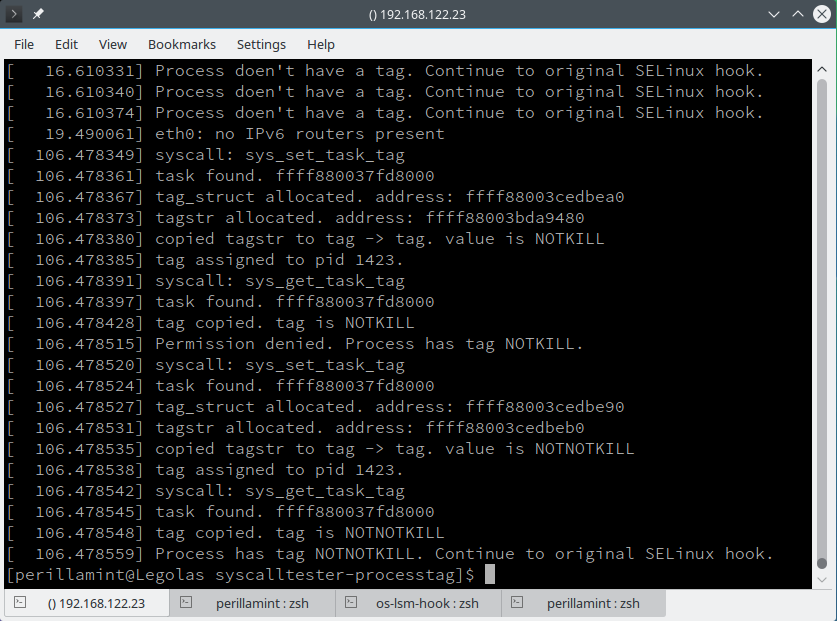 () 192.168.122.23
File Edit View Bookmarks Settings Help
[   16.610331] Process doen't have a tag. Continue to original SELinux hook.
[   16.610340] Process doen't have a tag. Continue to original SELinux hook.
[   16.610374] Process doen't have a tag. Continue to original SELinux hook.
[   19.490061] eth0: no IPv6 routers present
[  106.478349] syscall: sys_set_task_tag
[  106.478361] task found. ffff880037fd8000
[  106.478367] tag_struct allocated. address: ffff88003cedbea0
[  106.478373] tagstr allocated. address: ffff88003bda9480
[  106.478380] copied tagstr to tag -> tag. value is NOTKILL
[  106.478385] tag assigned to pid 1423.
[  106.478391] syscall: sys_get_task_tag
[  106.478397] task found. ffff880037fd8000
[  106.478428] tag copied. tag is NOTKILL
[  106.478515] Permission denied. Process has tag NOTKILL.
[  106.478520] syscall: sys_set_task_tag
[  106.478524] task found. ffff880037fd8000
[  106.478527] tag_struct allocated. address: ffff88003cedbe90
[  106.478531] tagstr allocated. address: ffff88003cedbeb0
[  106.478535] copied tagstr to tag -> tag. value is NOTNOTKILL
[  106.478538] tag assigned to pid 1423.
[  106.478542] syscall: sys_get_task_tag
[  106.478545] task found. ffff880037fd8000
[  106.478548] tag copied. tag is NOTNOTKILL
[  106.478559] Process has tag NOTNOTKILL. Continue to original SELinux hook.
[perillamint@Legolas syscalltester-processtag]$
() 192.168.122.23 perillamint : zsh os-lsm-hook : zsh perillamint : zsh